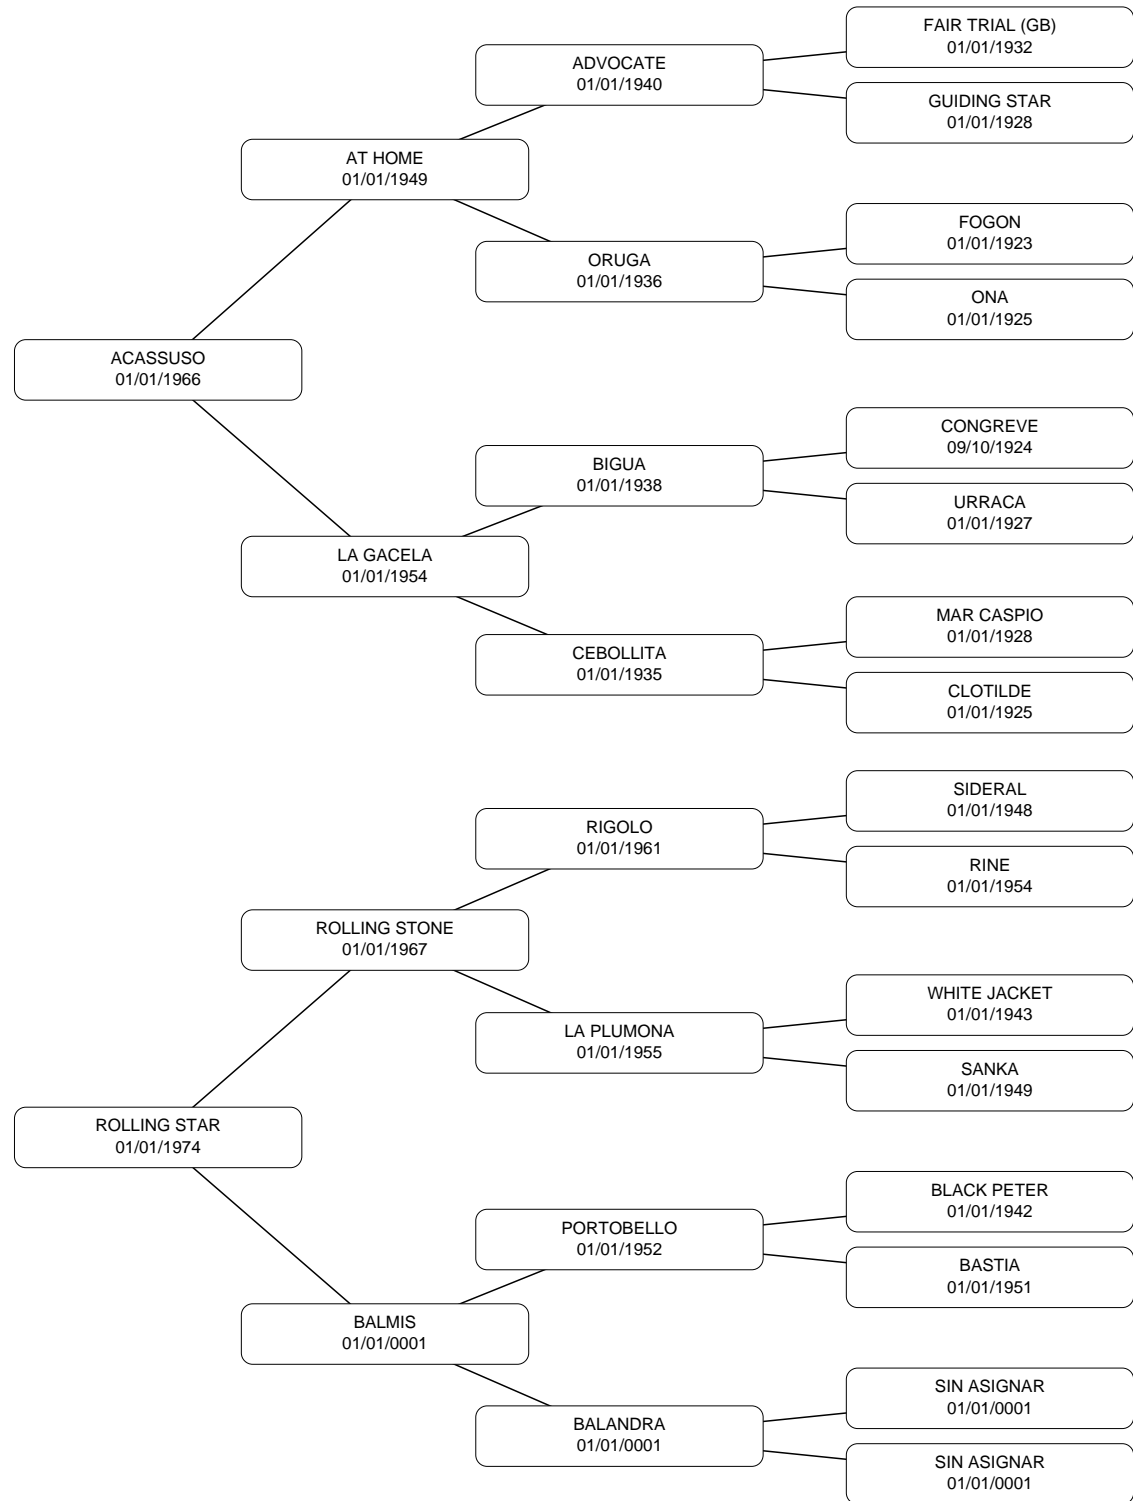 FAIR TRIAL (GB)
01/01/1932
ADVOCATE
01/01/1940
GUIDING STAR
01/01/1928
AT HOME
01/01/1949
FOGON
01/01/1923
ORUGA
01/01/1936
ONA
01/01/1925
ACASSUSO
01/01/1966
CONGREVE
09/10/1924
BIGUA
01/01/1938
URRACA
01/01/1927
LA GACELA
01/01/1954
MAR CASPIO
01/01/1928
CEBOLLITA
01/01/1935
CLOTILDE
01/01/1925
SIDERAL
01/01/1948
RIGOLO
01/01/1961
RINE
01/01/1954
ROLLING STONE
01/01/1967
WHITE JACKET
01/01/1943
LA PLUMONA
01/01/1955
SANKA
01/01/1949
ROLLING STAR
01/01/1974
BLACK PETER
01/01/1942
PORTOBELLO
01/01/1952
BASTIA
01/01/1951
BALMIS
01/01/0001
SIN ASIGNAR
01/01/0001
BALANDRA
01/01/0001
SIN ASIGNAR
01/01/0001